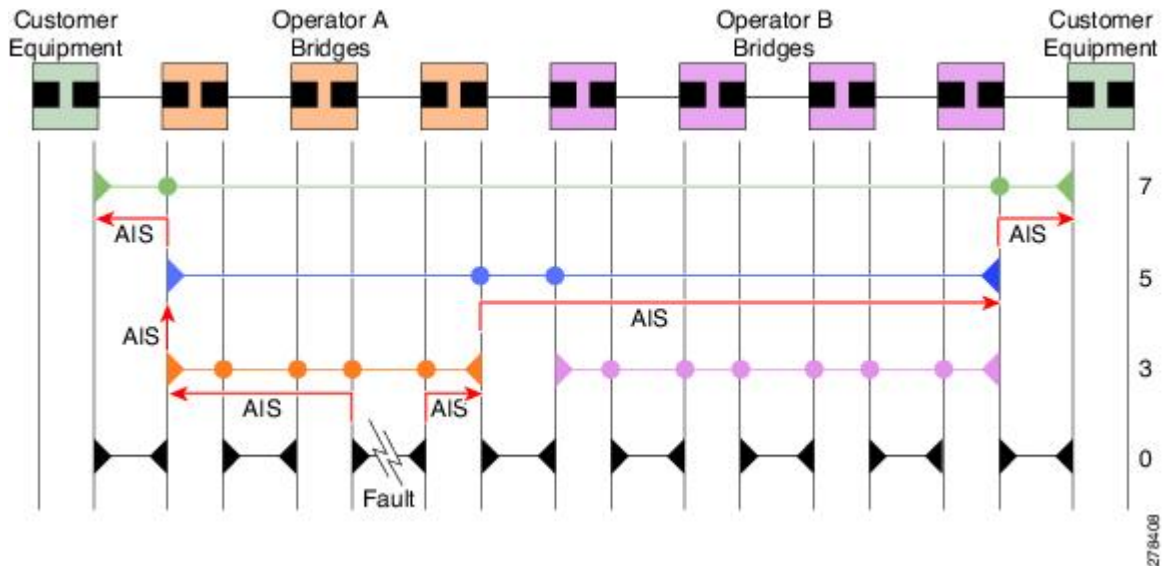 Customer
Equipment
Operator A
Bridges
Operator B
Bridges
Customer
Equipment
7
AIS
AIS
5
AIS
AIS
3
AIS
AIS
0
Fault
278408